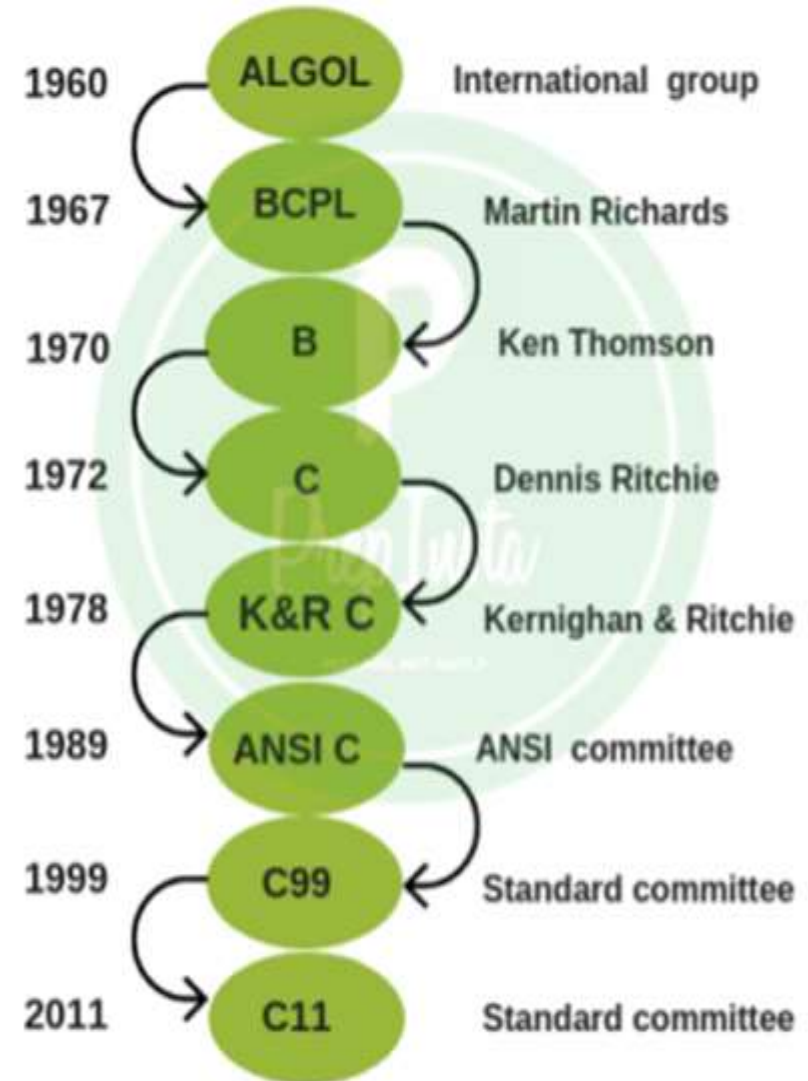 1960 ALGOL International group
1967 BCPL Martin Richards
1970 B Ken Thomson
1972 C Dennis Ritchie
PrepInsta
1978 K&R C Kernighan & Ritchie
1989 ANSI C ANSI committee
1999 C99 Standard committee
2011 C11 Standard committee